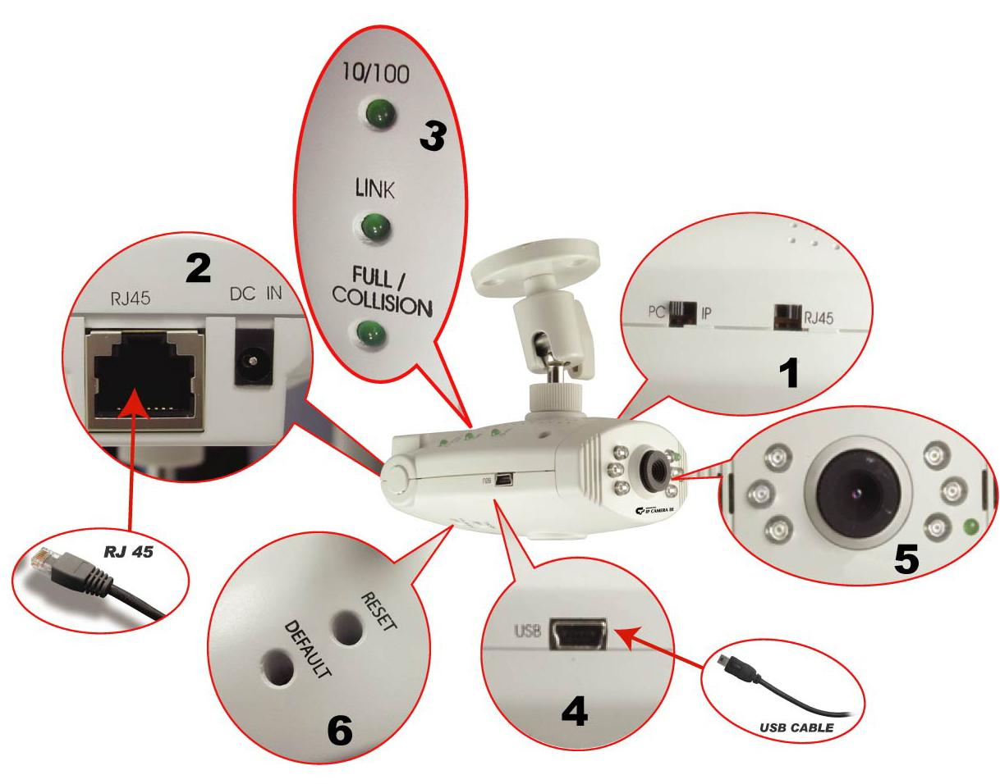 10/100
3
LINK
FULL /
COLLISION
2
RJ45
DC IN
PC IP RJ45
1
RJ 45
USB
IP CAMERA III
5
RESET
DEFAULT
6
USB
4
USB CABLE